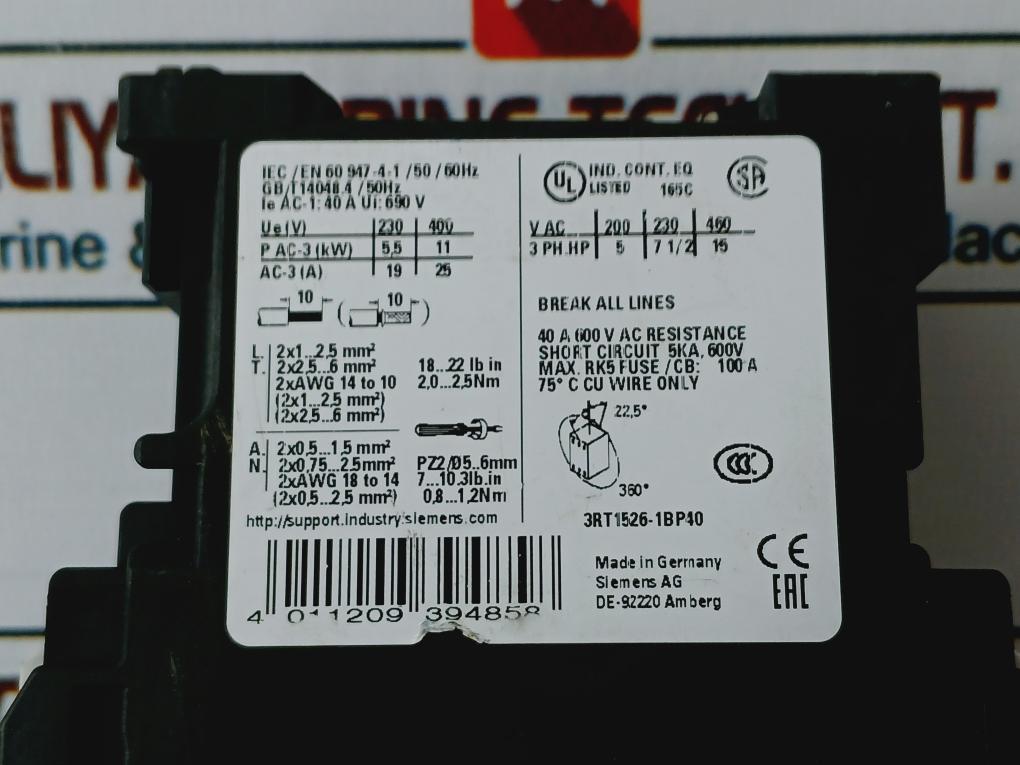 IEC / EN 60 947-4-1 / 50 / 60Hz
GB/T14048.4 / 50Hz
Ie AC-1: 40 A Ui: 690 V
Ue (V) 230 400
P AC-3 (kW) 5,5 11
AC-3 (A) 19 25
10 ( 10 )
L. 2x1...2,5 mm²
T. 2x2,5...6 mm² 18...22 lb in
2xAWG 14 to 10 2,0...2,5Nm
(2x1...2,5 mm²)
(2x2,5...6 mm²)
A. 2x0,5...1,5 mm²
N. 2x0,75...2.5mm² PZ2/Ø5..6mm
2xAWG 18 to 14 7...10.3lb.in
(2x0,5...2,5 mm²) 0,8...1,2Nm
http://support.industry.siemens.com
4 011209 394858
UL IND. CONT. EQ
LISTED 165C
SA
V AC 200 230 460
3 PH.HP 5 7 1/2 15
BREAK ALL LINES
40 A 600 V AC RESISTANCE
SHORT CIRCUIT 5KA, 600V
MAX. RK5 FUSE / CB: 100 A
75° C CU WIRE ONLY
22,5°
360°
CCC
3RT1526-1BP40
Made in Germany
Siemens AG
DE-92220 Amberg
CE
EAC